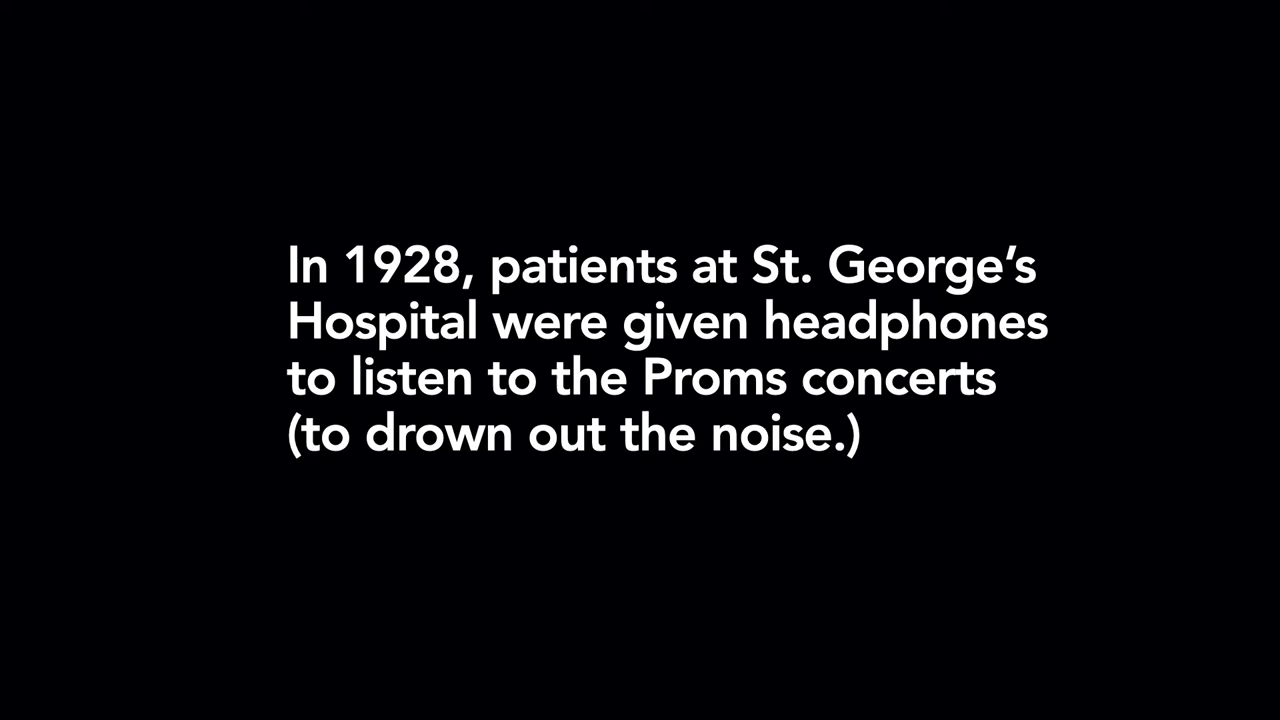 In 1928, patients at St. George’s
Hospital were given headphones
to listen to the Proms concerts
(to drown out the noise.)